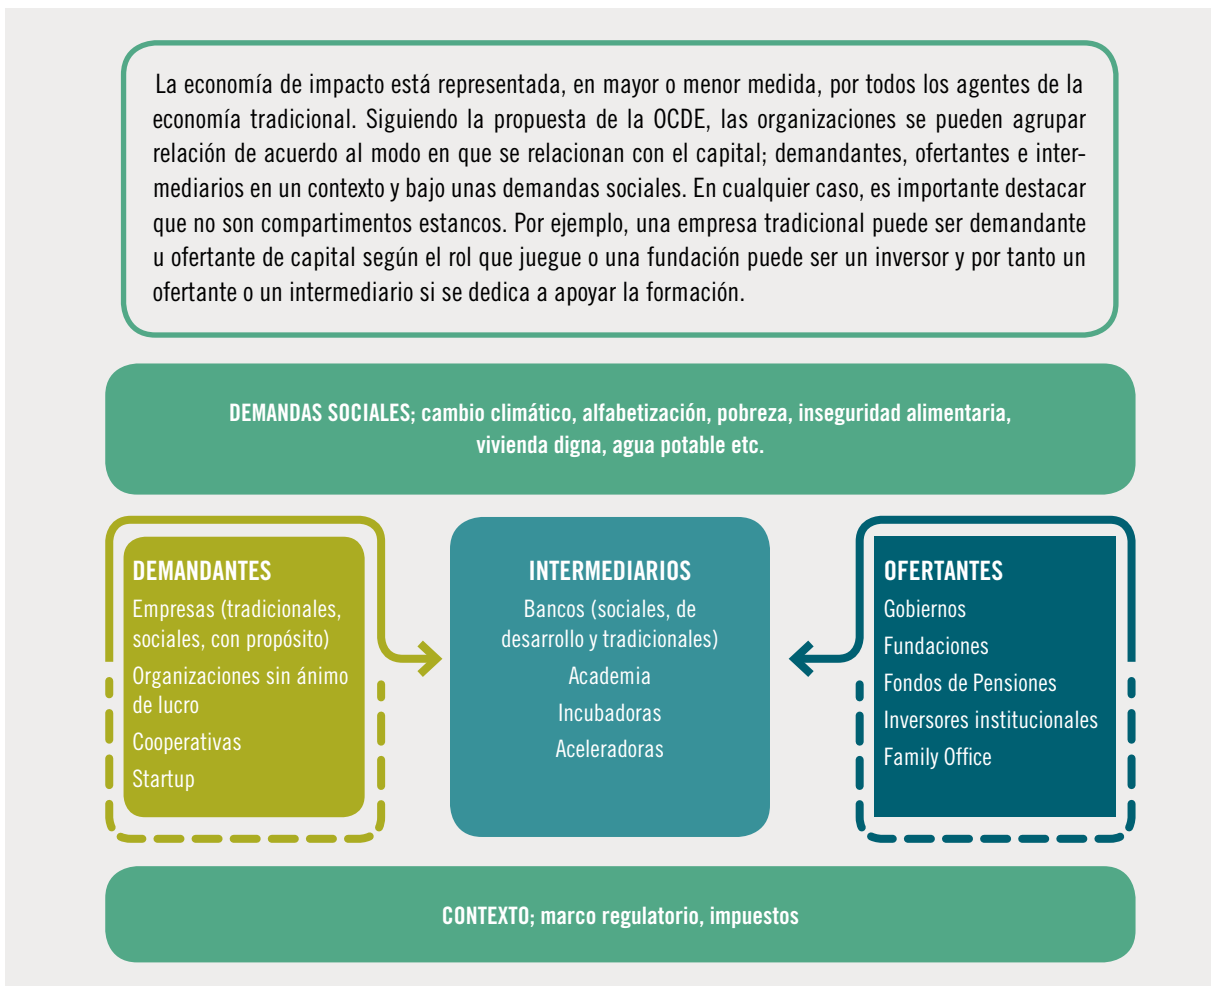 La economía de impacto está representada, en mayor o menor medida, por todos los agentes de la
economía tradicional. Siguiendo la propuesta de la OCDE, las organizaciones se pueden agrupar
relación de acuerdo al modo en que se relacionan con el capital; demandantes, ofertantes e inter-
mediarios en un contexto y bajo unas demandas sociales. En cualquier caso, es importante destacar
que no son compartimentos estancos. Por ejemplo, una empresa tradicional puede ser demandante
u ofertante de capital según el rol que juegue o una fundación puede ser un inversor y por tanto un
ofertante o un intermediario si se dedica a apoyar la formación.
DEMANDAS SOCIALES; cambio climático, alfabetización, pobreza, inseguridad alimentaria,
vivienda digna, agua potable etc.
DEMANDANTES
Empresas (tradicionales,
sociales, con propósito)
Organizaciones sin ánimo
de lucro
Cooperativas
Startup
INTERMEDIARIOS
Bancos (sociales, de
desarrollo y tradicionales)
Academia
Incubadoras
Aceleradoras
OFERTANTES
Gobiernos
Fundaciones
Fondos de Pensiones
Inversores institucionales
Family Office
CONTEXTO; marco regulatorio, impuestos